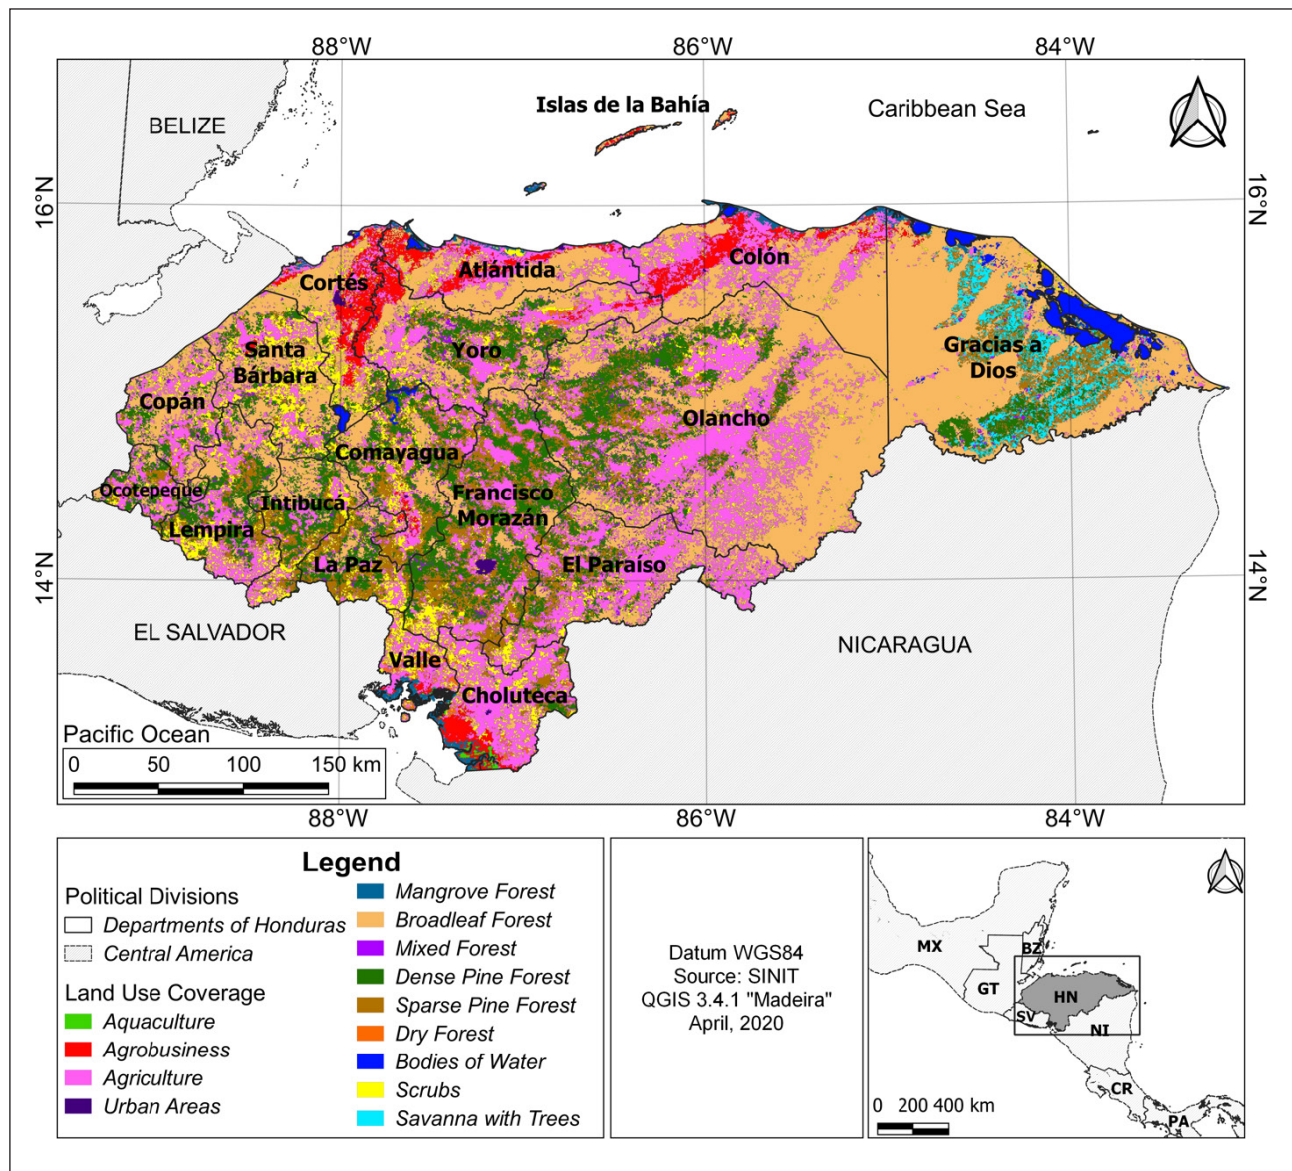 88°W 86°W 84°W
Islas de la Bahía
Caribbean Sea
BELIZE
16°N 16°N
Cortés
Atlántida
Colón
Santa
Bárbara
Yoro
Gracias a
Dios
Copán
Olancho
Comayagua
Ocotepeque
Intibucá
Francisco
Morazán
Lempira
La Paz
El Paraíso
14°N 14°N
EL SALVADOR
NICARAGUA
Valle
Choluteca
Pacific Ocean
0 50 100 150 km
88°W 86°W 84°W
Legend
Political Divisions
Departments of Honduras
Central America
Land Use Coverage
Aquaculture
Agrobusiness
Agriculture
Urban Areas
Mangrove Forest
Broadleaf Forest
Mixed Forest
Dense Pine Forest
Sparse Pine Forest
Dry Forest
Bodies of Water
Scrubs
Savanna with Trees
Datum WGS84
Source: SINIT
QGIS 3.4.1 "Madeira"
April, 2020
MX
BZ
GT
HN
SV
NI
CR
PA
0 200 400 km